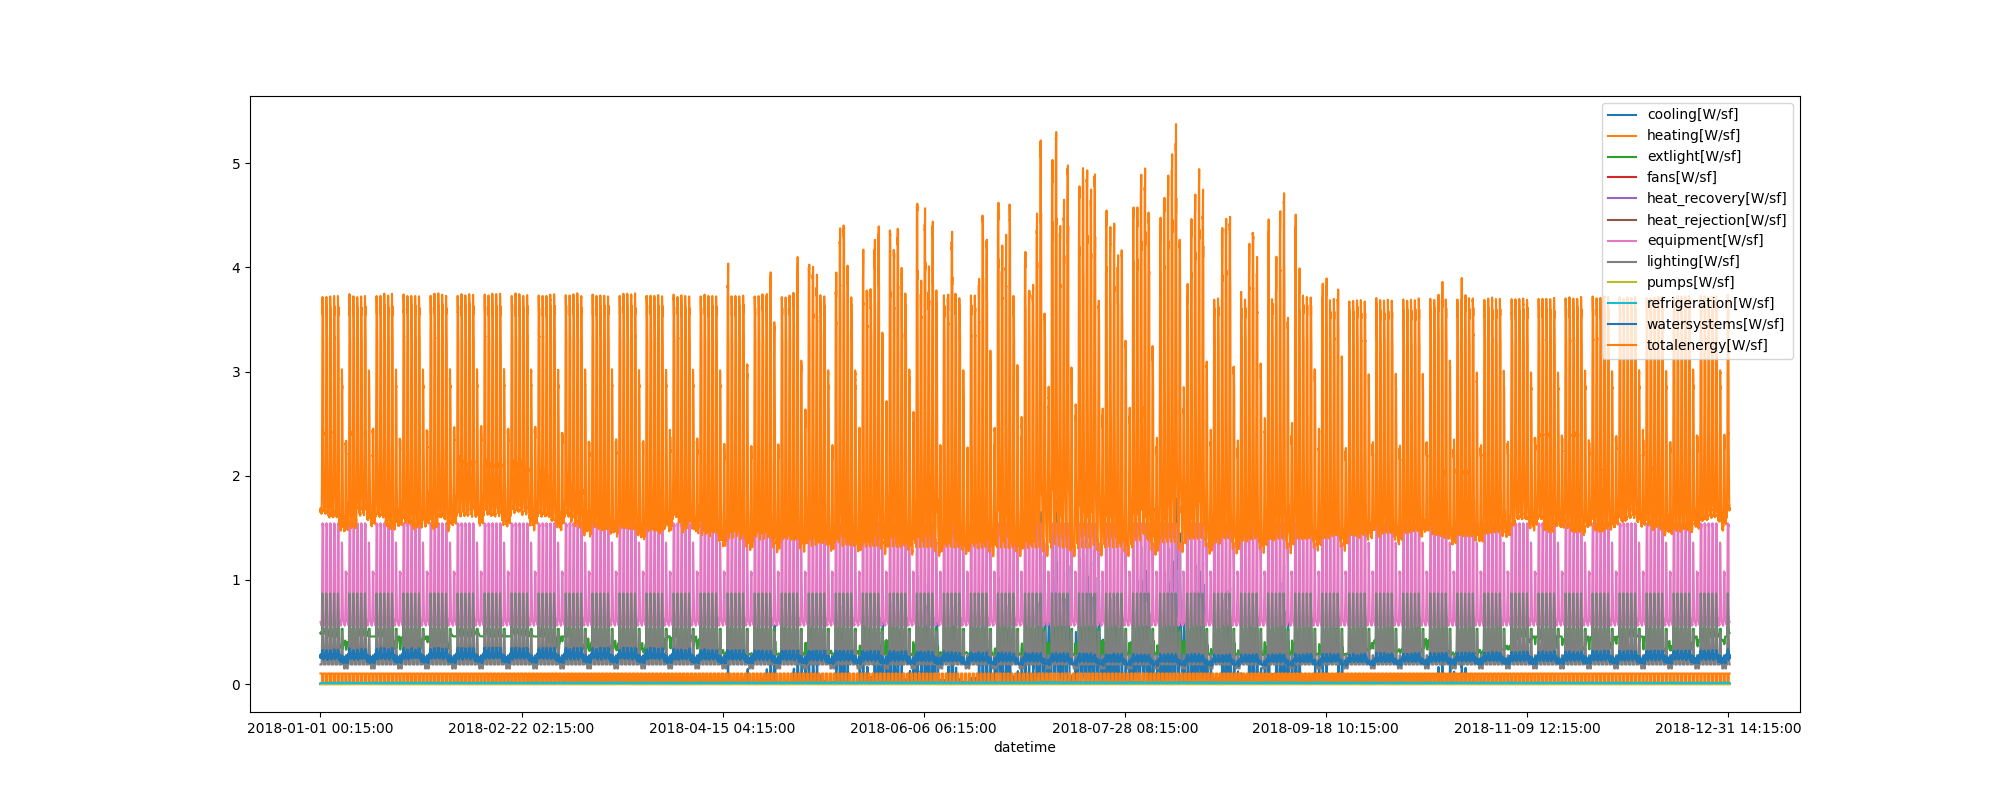 5
4
3
2
1
0
cooling[W/sf]
heating[W/sf]
extlight[W/sf]
fans[W/sf]
heat_recovery[W/sf]
heat_rejection[W/sf]
equipment[W/sf]
lighting[W/sf]
pumps[W/sf]
refrigeration[W/sf]
watersystems[W/sf]
totalenergy[W/sf]
2018-01-01 00:15:00 2018-02-22 02:15:00 2018-04-15 04:15:00 2018-06-06 06:15:00 2018-07-28 08:15:00 2018-09-18 10:15:00 2018-11-09 12:15:00 2018-12-31 14:15:00
datetime